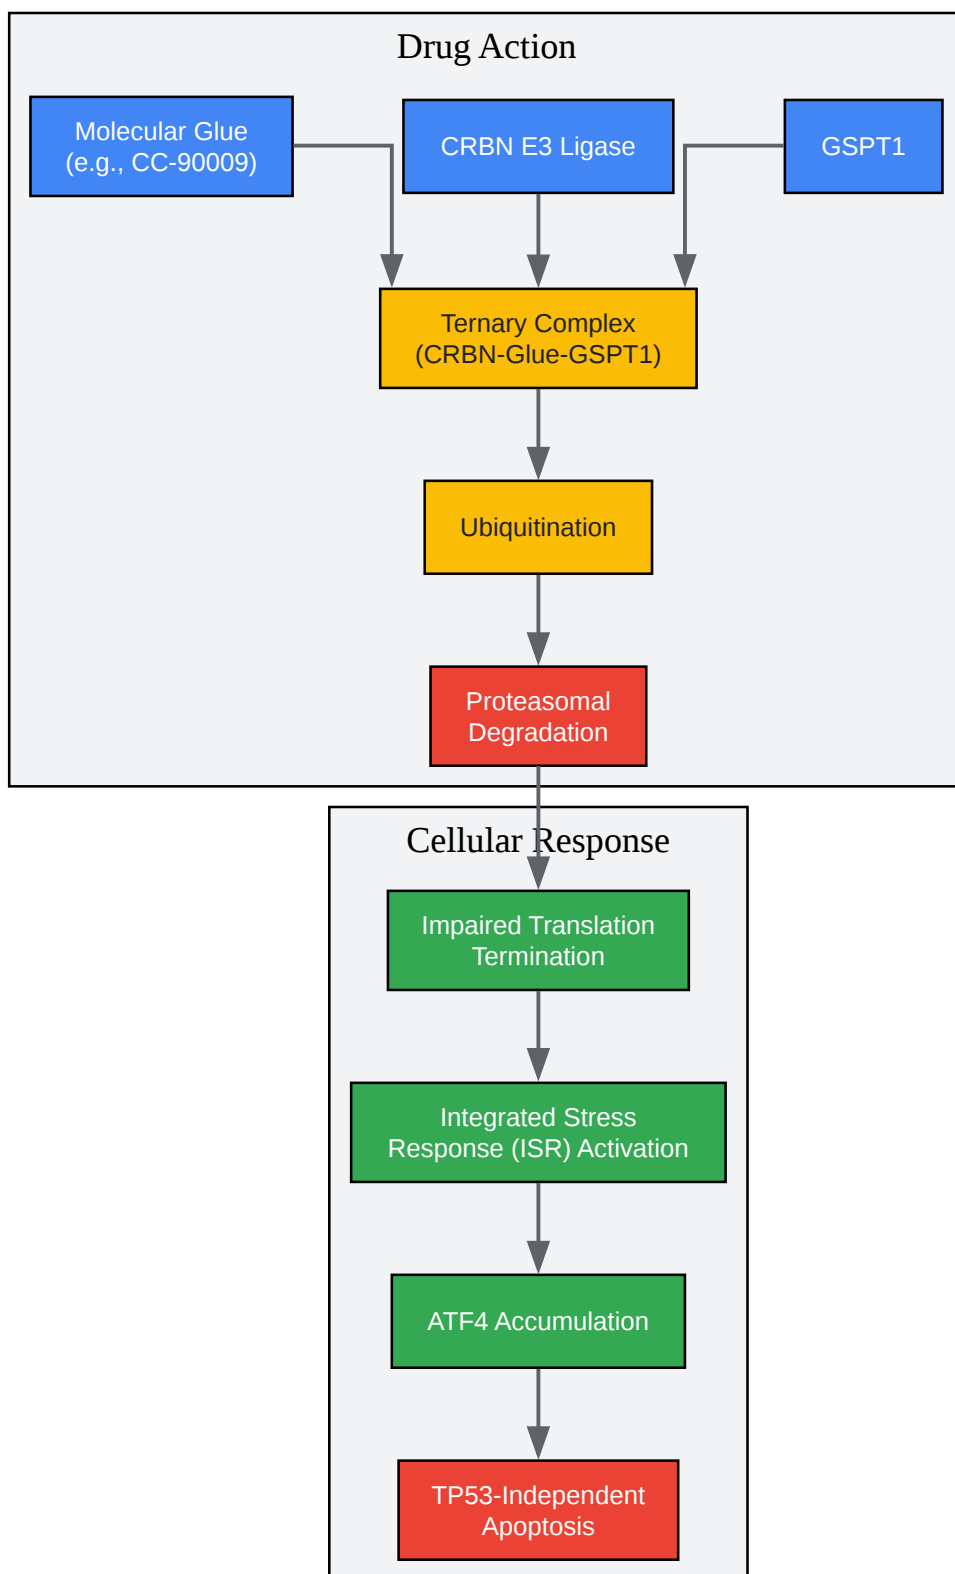 Drug Action
Molecular Glue
(e.g., CC-90009)
CRBN E3 Ligase
GSPT1
Ternary Complex
(CRBN-Glue-GSPT1)
Ubiquitination
Proteasomal
Degradation
Cellular Response
Impaired Translation
Termination
Integrated Stress
Response (ISR) Activation
ATF4 Accumulation
TP53-Independent
Apoptosis